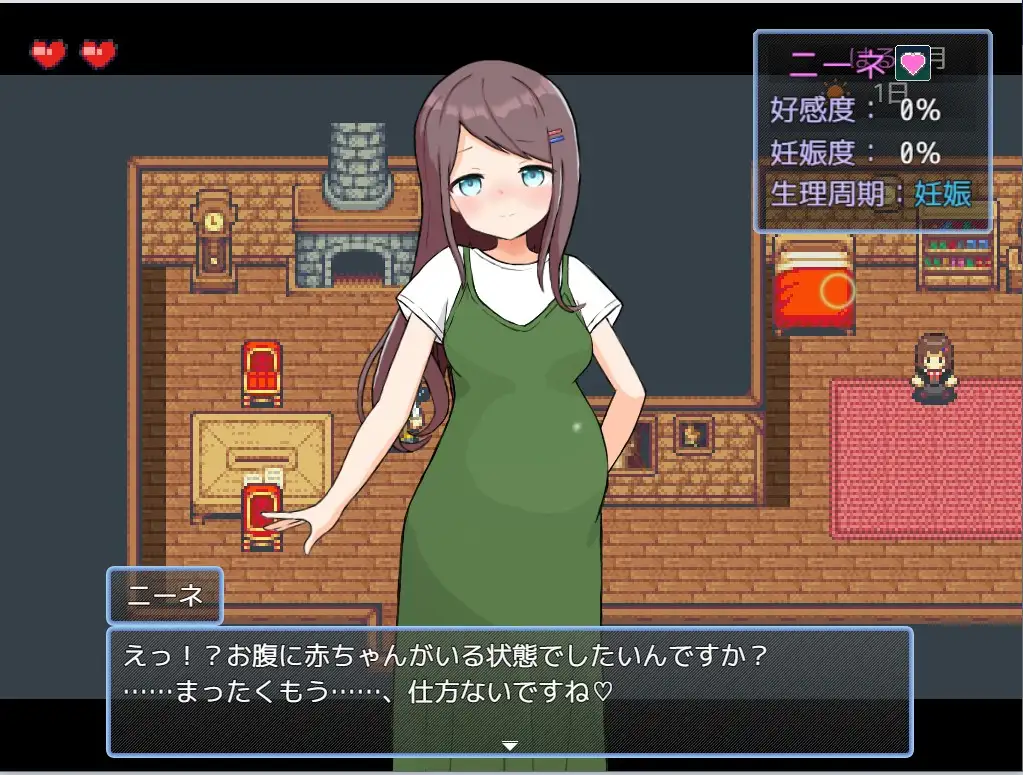 ニーネ
1日
好感度： 0%
妊娠度： 0%
生理周期：妊娠
ニーネ
えっ！？お腹に赤ちゃんがいる状態でしたいんですか？
……まったくもう……、仕方ないですね♡